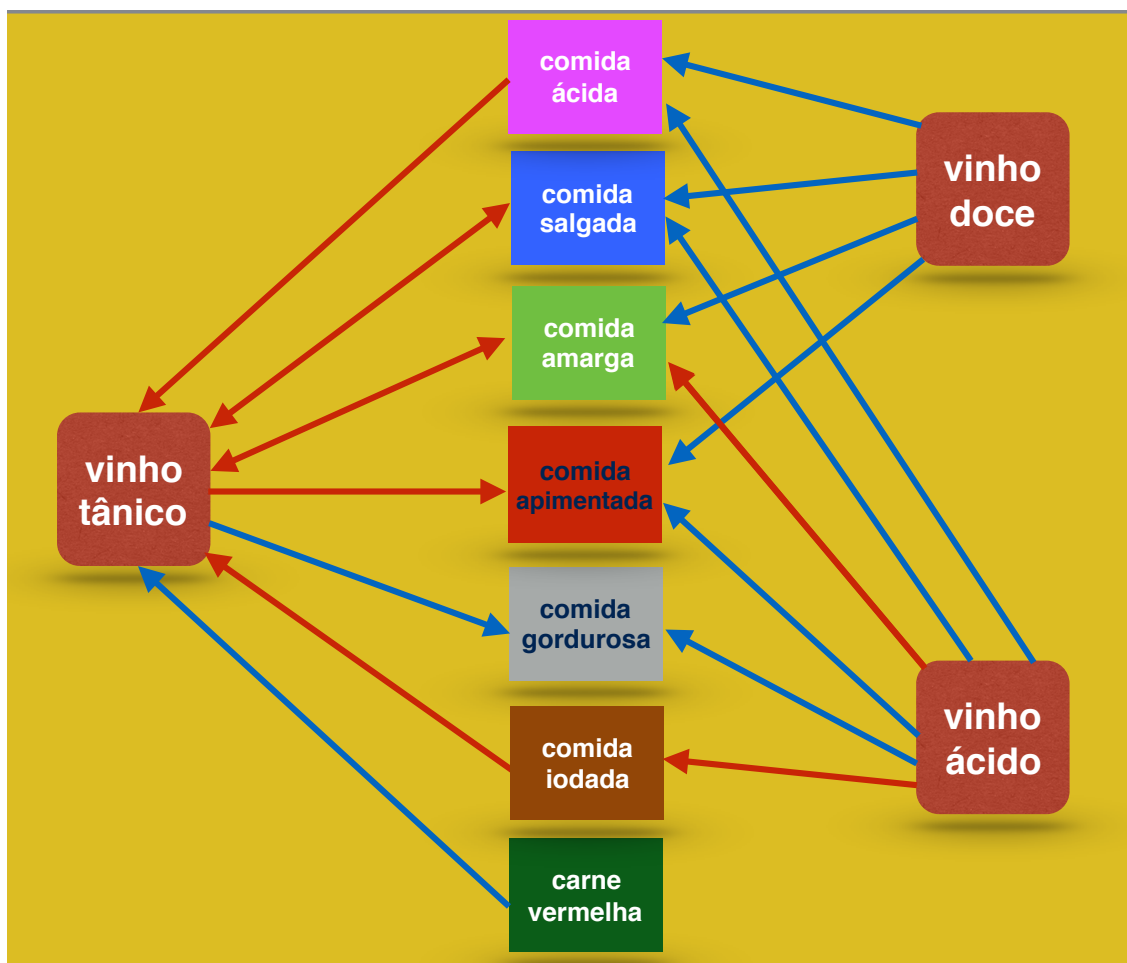 comida
ácida
comida
salgada
comida
amarga
comida
apimentada
comida
gordurosa
comida
iodada
carne
vermelha
vinho
tânico
vinho
doce
vinho
ácido